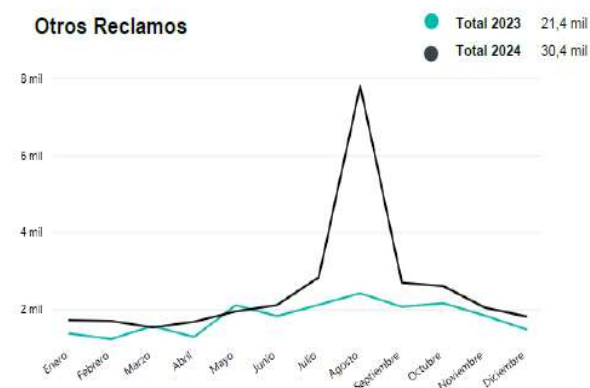 Otros Reclamos
Total 2023 21,4 mil
Total 2024 30,4 mil
8 mil
6 mil
4 mil
2 mil
Enero
Febrero
Marzo
Abril
Mayo
Junio
Julio
Agosto
Septiembre
Octubre
Noviembre
Diciembre